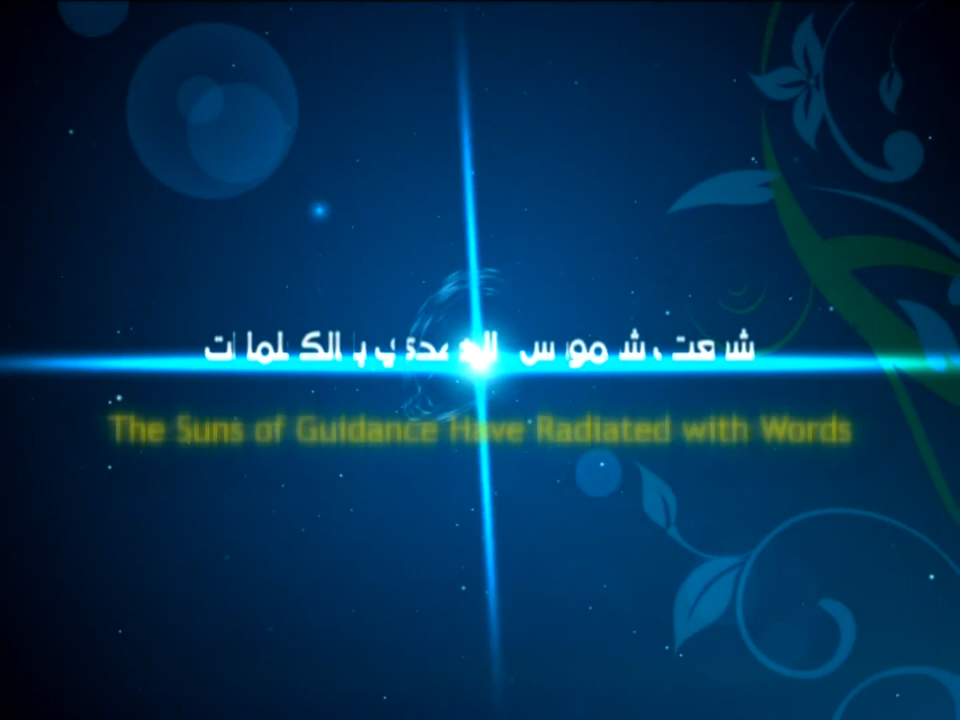 شعت شموس الهدى بالكلمات
The Suns of Guidance Have Radiated with Words